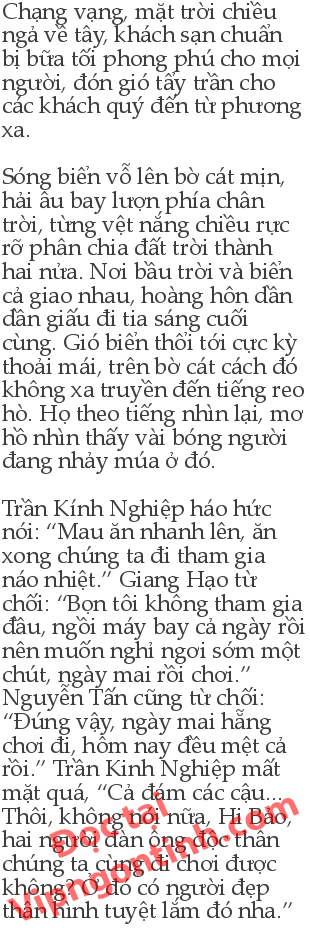 Chạng vạng, mặt trời chiều
ngả về tây, khách sạn chuẩn
bị bữa tối phong phú cho mọi
người, đón gió tẩy trần cho
các khách quý đến từ phương
xa.
Sóng biển vỗ lên bờ cát mịn,
hải âu bay lượn phía chân
trời, từng vệt nắng chiều rực
rỡ phân chia đất trời thành
hai nửa. Nơi bầu trời và biển
cả giao nhau, hoàng hôn dần
dần giấu đi tia sáng cuối
cùng. Gió biển thổi tới cực kỳ
thoải mái, trên bờ cát cách đó
không xa truyền đến tiếng reo
hò. Họ theo tiếng nhìn lại, mơ
hồ nhìn thấy vài bóng người
đang nhảy múa ở đó.
Trần Kính Nghiệp háo hức
nói: “Mau ăn nhanh lên, ăn
xong chúng ta đi tham gia
náo nhiệt.” Giang Hạo từ
chối: “Bọn tôi không tham gia
đâu, ngồi máy bay cả ngày rồi
nên muốn nghỉ ngơi sớm một
chút, ngày mai rồi chơi.”
Nguyễn Tấn cũng từ chối:
“Đúng vậy, ngày mai hẵng
chơi đi, hôm nay đều mệt cả
rồi.” Trần Kinh Nghiệp mất
mặt quá, “Cả đám các cậu...
Thôi, không nói nữa, Hi Bảo,
hai người đàn ông độc thân
chúng ta cùng đi chơi được
không? Ở đó có người đẹp
thân hình tuyệt lắm đó nha.”
Doctai
Vipngontinh.com